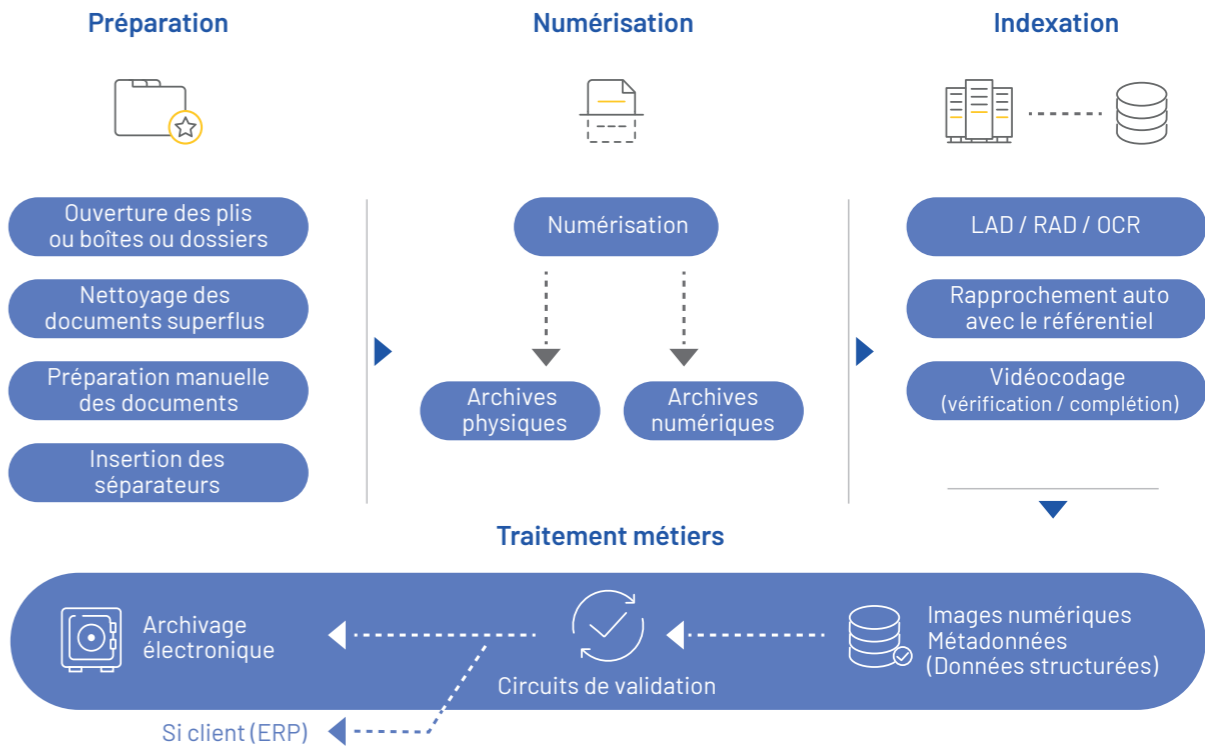 Préparation
Numérisation
Indexation
Ouverture des plis
ou boîtes ou dossiers
Nettoyage des
documents superflus
Préparation manuelle
des documents
Insertion des
séparateurs
Numérisation
Archives
physiques
Archives
numériques
LAD / RAD / OCR
Rapprochement auto
avec le référentiel
Vidéocodage
(vérification / complétion)
Traitement métiers
Archivage
électronique
Circuits de validation
Images numériques
Métadonnées
(Données structurées)
Si client (ERP)